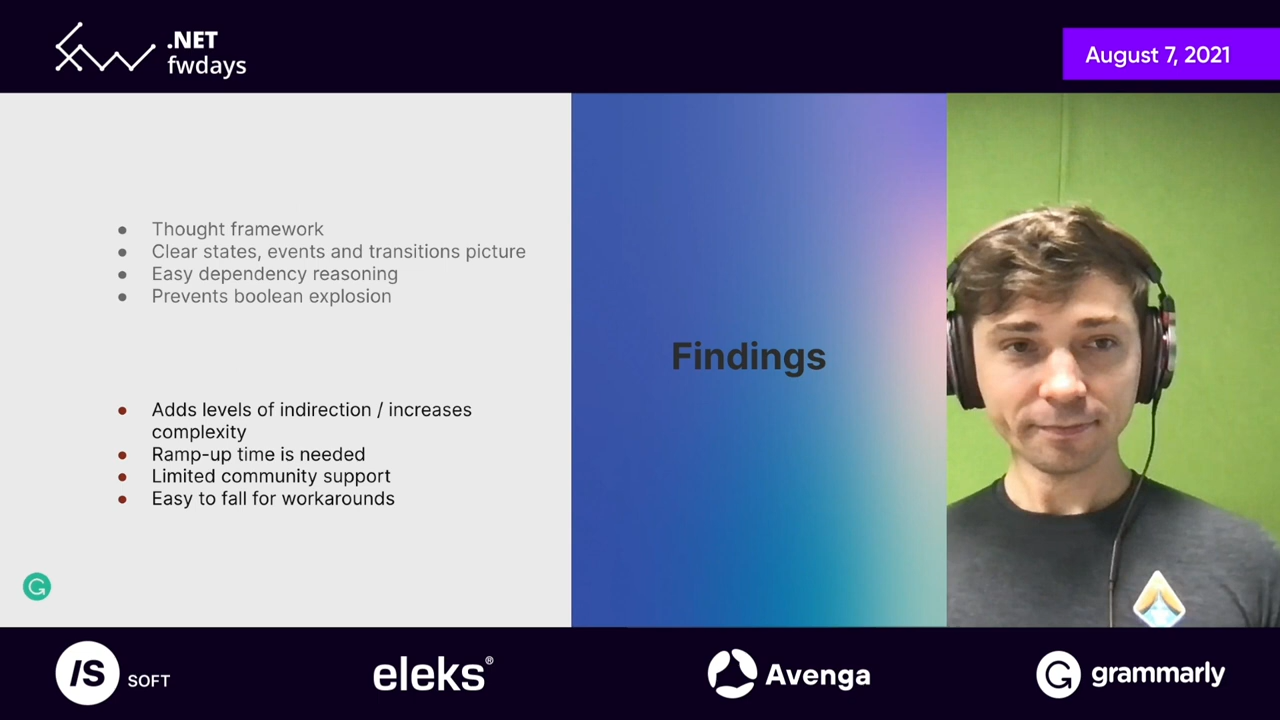 .NET
fwdays
August 7, 2021
Thought framework
Clear states, events and transitions picture
Easy dependency reasoning
Prevents boolean explosion
Adds levels of indirection / increases
complexity
Ramp-up time is needed
Limited community support
Easy to fall for workarounds
Findings
IS SOFT
eleks®
Avenga
grammarly